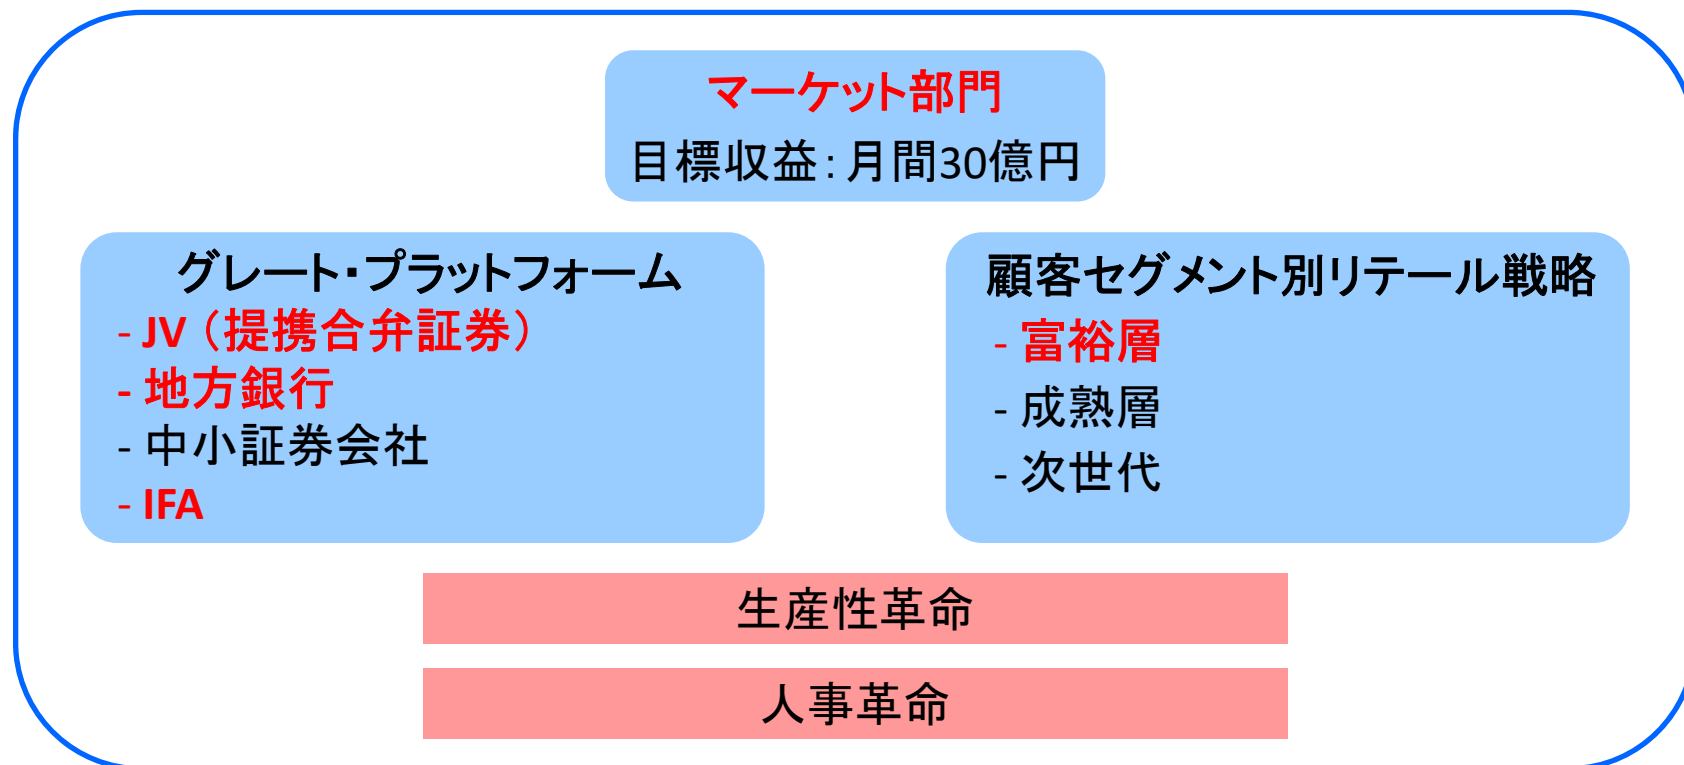 マーケット部門
目標収益：月間30億円
グレート・プラットフォーム
- JV（提携合弁証券）
- 地方銀行
- 中小証券会社
- IFA
顧客セグメント別リテール戦略
- 富裕層
- 成熟層
- 次世代
生産性革命
人事革命